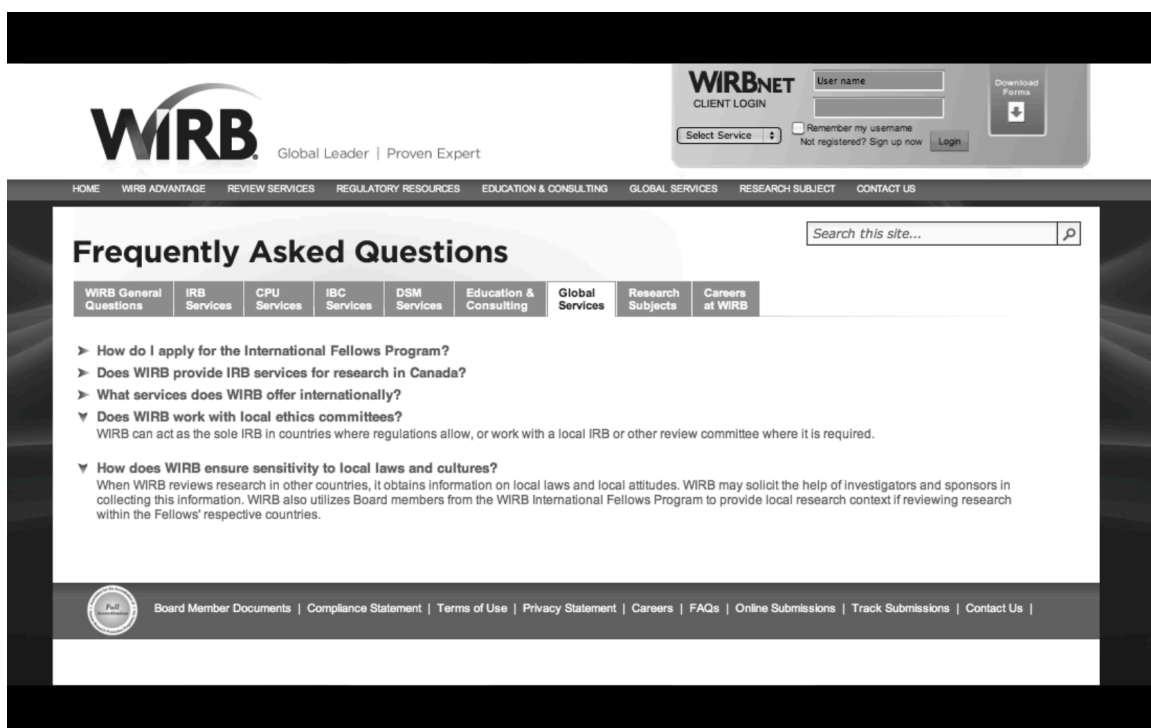 WIRBNET
CLIENT LOGIN
User name
Select Service
Remember my username
Not registered? Sign up now
Login
Download
Forms
WIRB
Global Leader | Proven Expert
HOME WIRB ADVANTAGE REVIEW SERVICES REGULATORY RESOURCES EDUCATION & CONSULTING GLOBAL SERVICES RESEARCH SUBJECT CONTACT US
Search this site...
Frequently Asked Questions
WIRB General Questions
IRB Services
CPU Services
IBC Services
DSM Services
Education & Consulting
Global Services
Research Subjects
Careers at WIRB
How do I apply for the International Fellows Program?
Does WIRB provide IRB services for research in Canada?
What services does WIRB offer internationally?
Does WIRB work with local ethics committees?
WIRB can act as the sole IRB in countries where regulations allow, or work with a local IRB or other review committee where it is required.
How does WIRB ensure sensitivity to local laws and cultures?
When WIRB reviews research in other countries, it obtains information on local laws and local attitudes. WIRB may solicit the help of investigators and sponsors in
collecting this information. WIRB also utilizes Board members from the WIRB International Fellows Program to provide local research context if reviewing research
within the Fellows' respective countries.
Full
Board Member Documents | Compliance Statement | Terms of Use | Privacy Statement | Careers | FAQs | Online Submissions | Track Submissions | Contact Us |